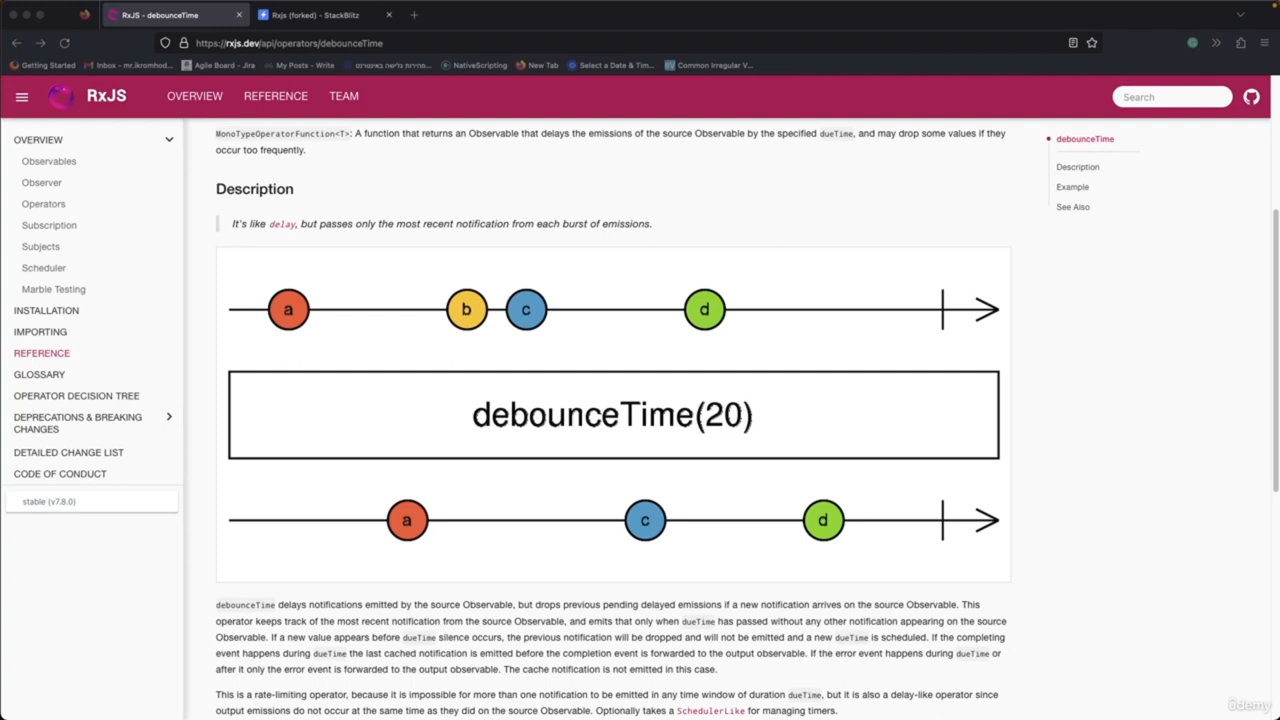 RxJS - debounceTime
Rxjs (forked) - StackBlitz
https://rxjs.dev/api/operators/debounceTime
Getting Started
Inbox - mr.ikromhod...
Agile Board - Jira
My Posts - Write
NativeScripting
New Tab
Select a Date & Tim...
Common Irregular V...
RxJS
OVERVIEW
REFERENCE
TEAM
Search
OVERVIEW
Observables
Observer
Operators
Subscription
Subjects
Scheduler
Marble Testing
INSTALLATION
IMPORTING
REFERENCE
GLOSSARY
OPERATOR DECISION TREE
DEPRECATIONS & BREAKING
CHANGES
DETAILED CHANGE LIST
CODE OF CONDUCT
stable (v7.8.0)
MonoTypeOperatorFunction<T>: A function that returns an Observable that delays the emissions of the source Observable by the specified dueTime, and may drop some values if they
occur too frequently.
Description
It's like delay, but passes only the most recent notification from each burst of emissions.
a b c d
debounceTime(20)
a c d
debounceTime delays notifications emitted by the source Observable, but drops previous pending delayed emissions if a new notification arrives on the source Observable. This
operator keeps track of the most recent notification from the source Observable, and emits that only when dueTime has passed without any other notification appearing on the source
Observable. If a new value appears before dueTime silence occurs, the previous notification will be dropped and will not be emitted and a new dueTime is scheduled. If the completing
event happens during dueTime the last cached notification is emitted before the completion event is forwarded to the output observable. If the error event happens during dueTime or
after it only the error event is forwarded to the output observable. The cache notification is not emitted in this case.
This is a rate-limiting operator, because it is impossible for more than one notification to be emitted in any time window of duration dueTime, but it is also a delay-like operator since
output emissions do not occur at the same time as they did on the source Observable. Optionally takes a SchedulerLike for managing timers.
debounceTime
Description
Example
See Also
ûdemy